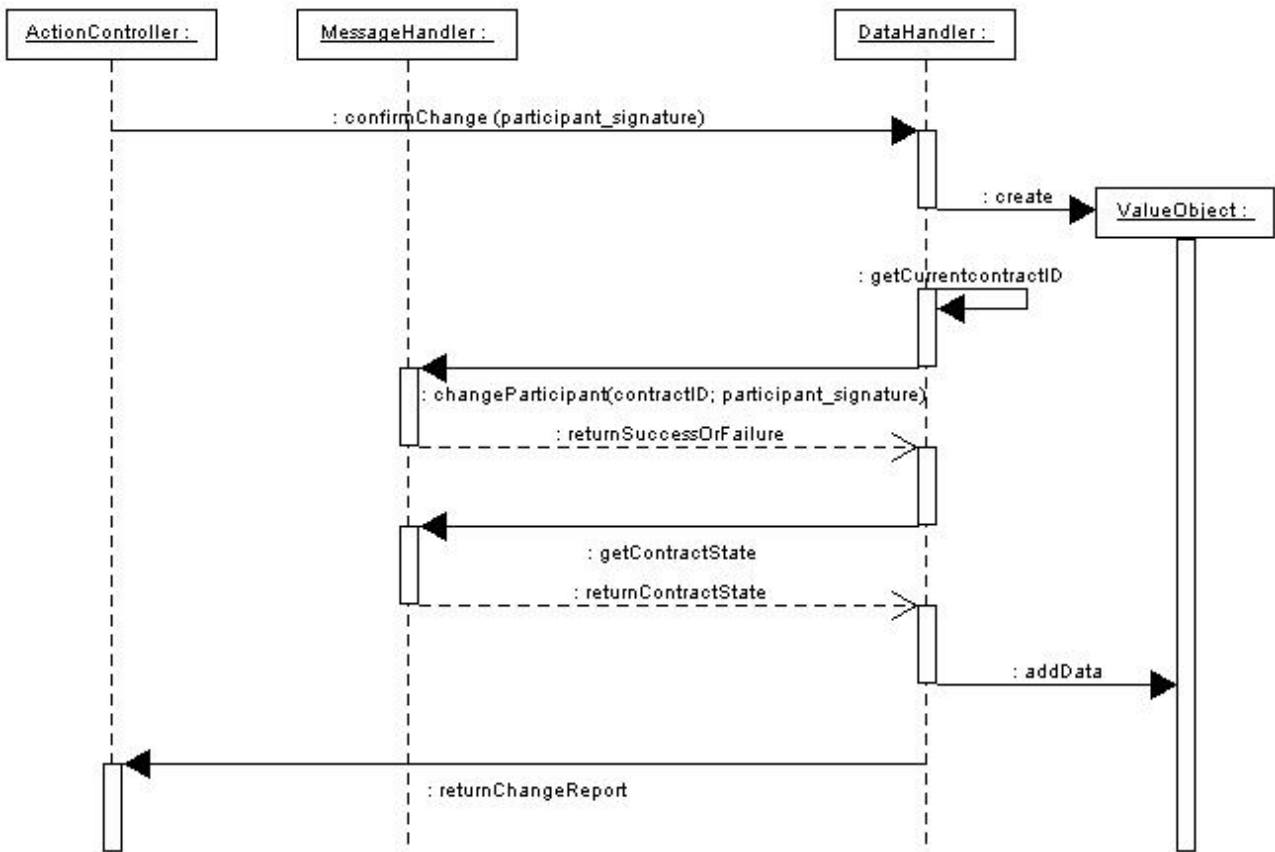 ActionController :
MessageHandler :
DataHandler :
: confirmChange (participant_signature)
: create
ValueObject :
: getCurrentcontractID
: changeParticipant(contractID; participant_signature)
: returnSuccessOrFailure
: getContractState
: returnContractState
: addData
: returnChangeReport